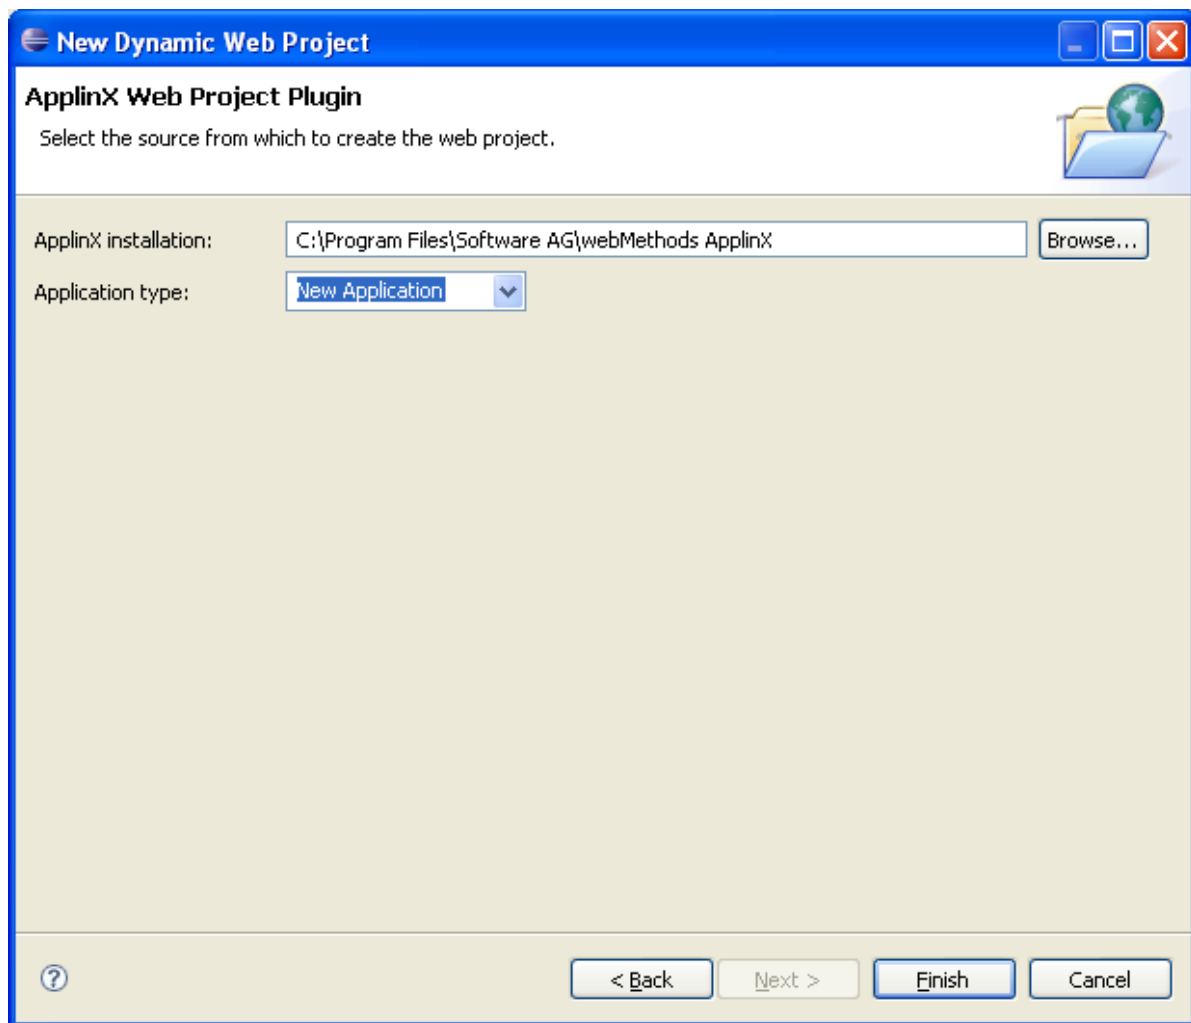 New Dynamic Web Project
ApplinX Web Project Plugin
Select the source from which to create the web project.
ApplinX installation: C:\Program Files\Software AG\webMethods ApplinX Browse...
Application type: New Application
? < Back Next > Finish Cancel